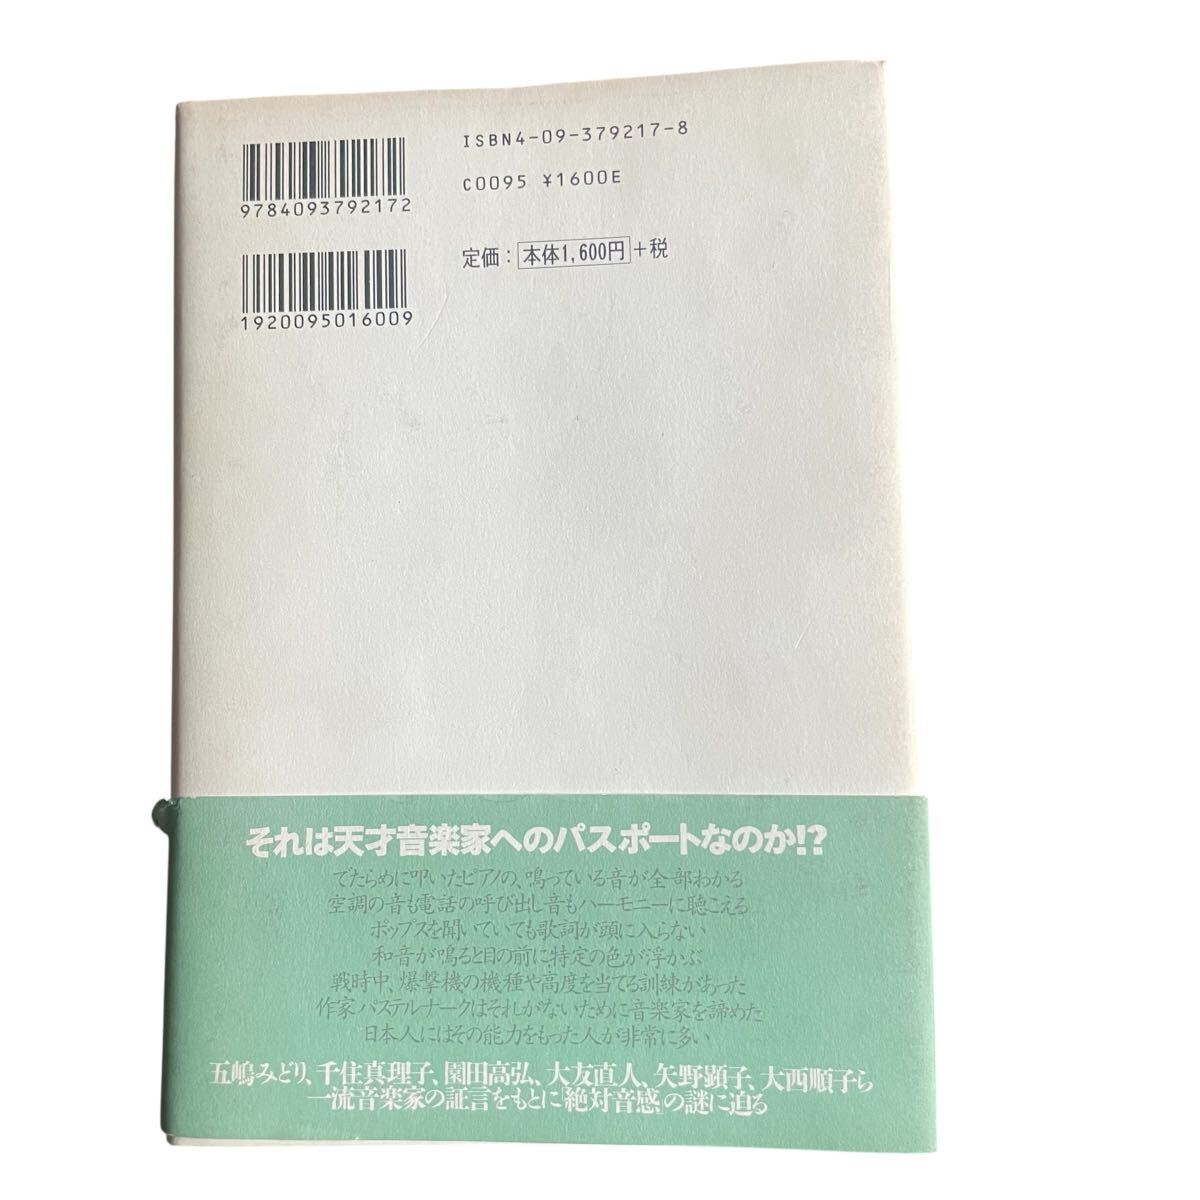 ISBN4-09-379217-8
C0095 ¥1600E
定価：本体1,600円+税
9784093792172
1920095016009
それは天才音楽家へのパスポートなのか!?
でたらめに叩いたピアノの、鳴っている音が全部わかる
空調の音も電話の呼び出し音もハーモニーに聴こえる
ポップスを聞いていても歌詞が頭に入らない
和音が鳴ると目の前に特定の色が浮かぶ
戦時中、爆撃機の機種や高度を当てる訓練があった
作家パステルナークはそれがないために音楽家を諦めた
日本人にはその能力をもった人が非常に多い
五嶋みどり、千住真理子、園田高弘、大友直人、矢野顕子、大西順子ら
一流音楽家の証言をもとに「絶対音感」の謎に迫る